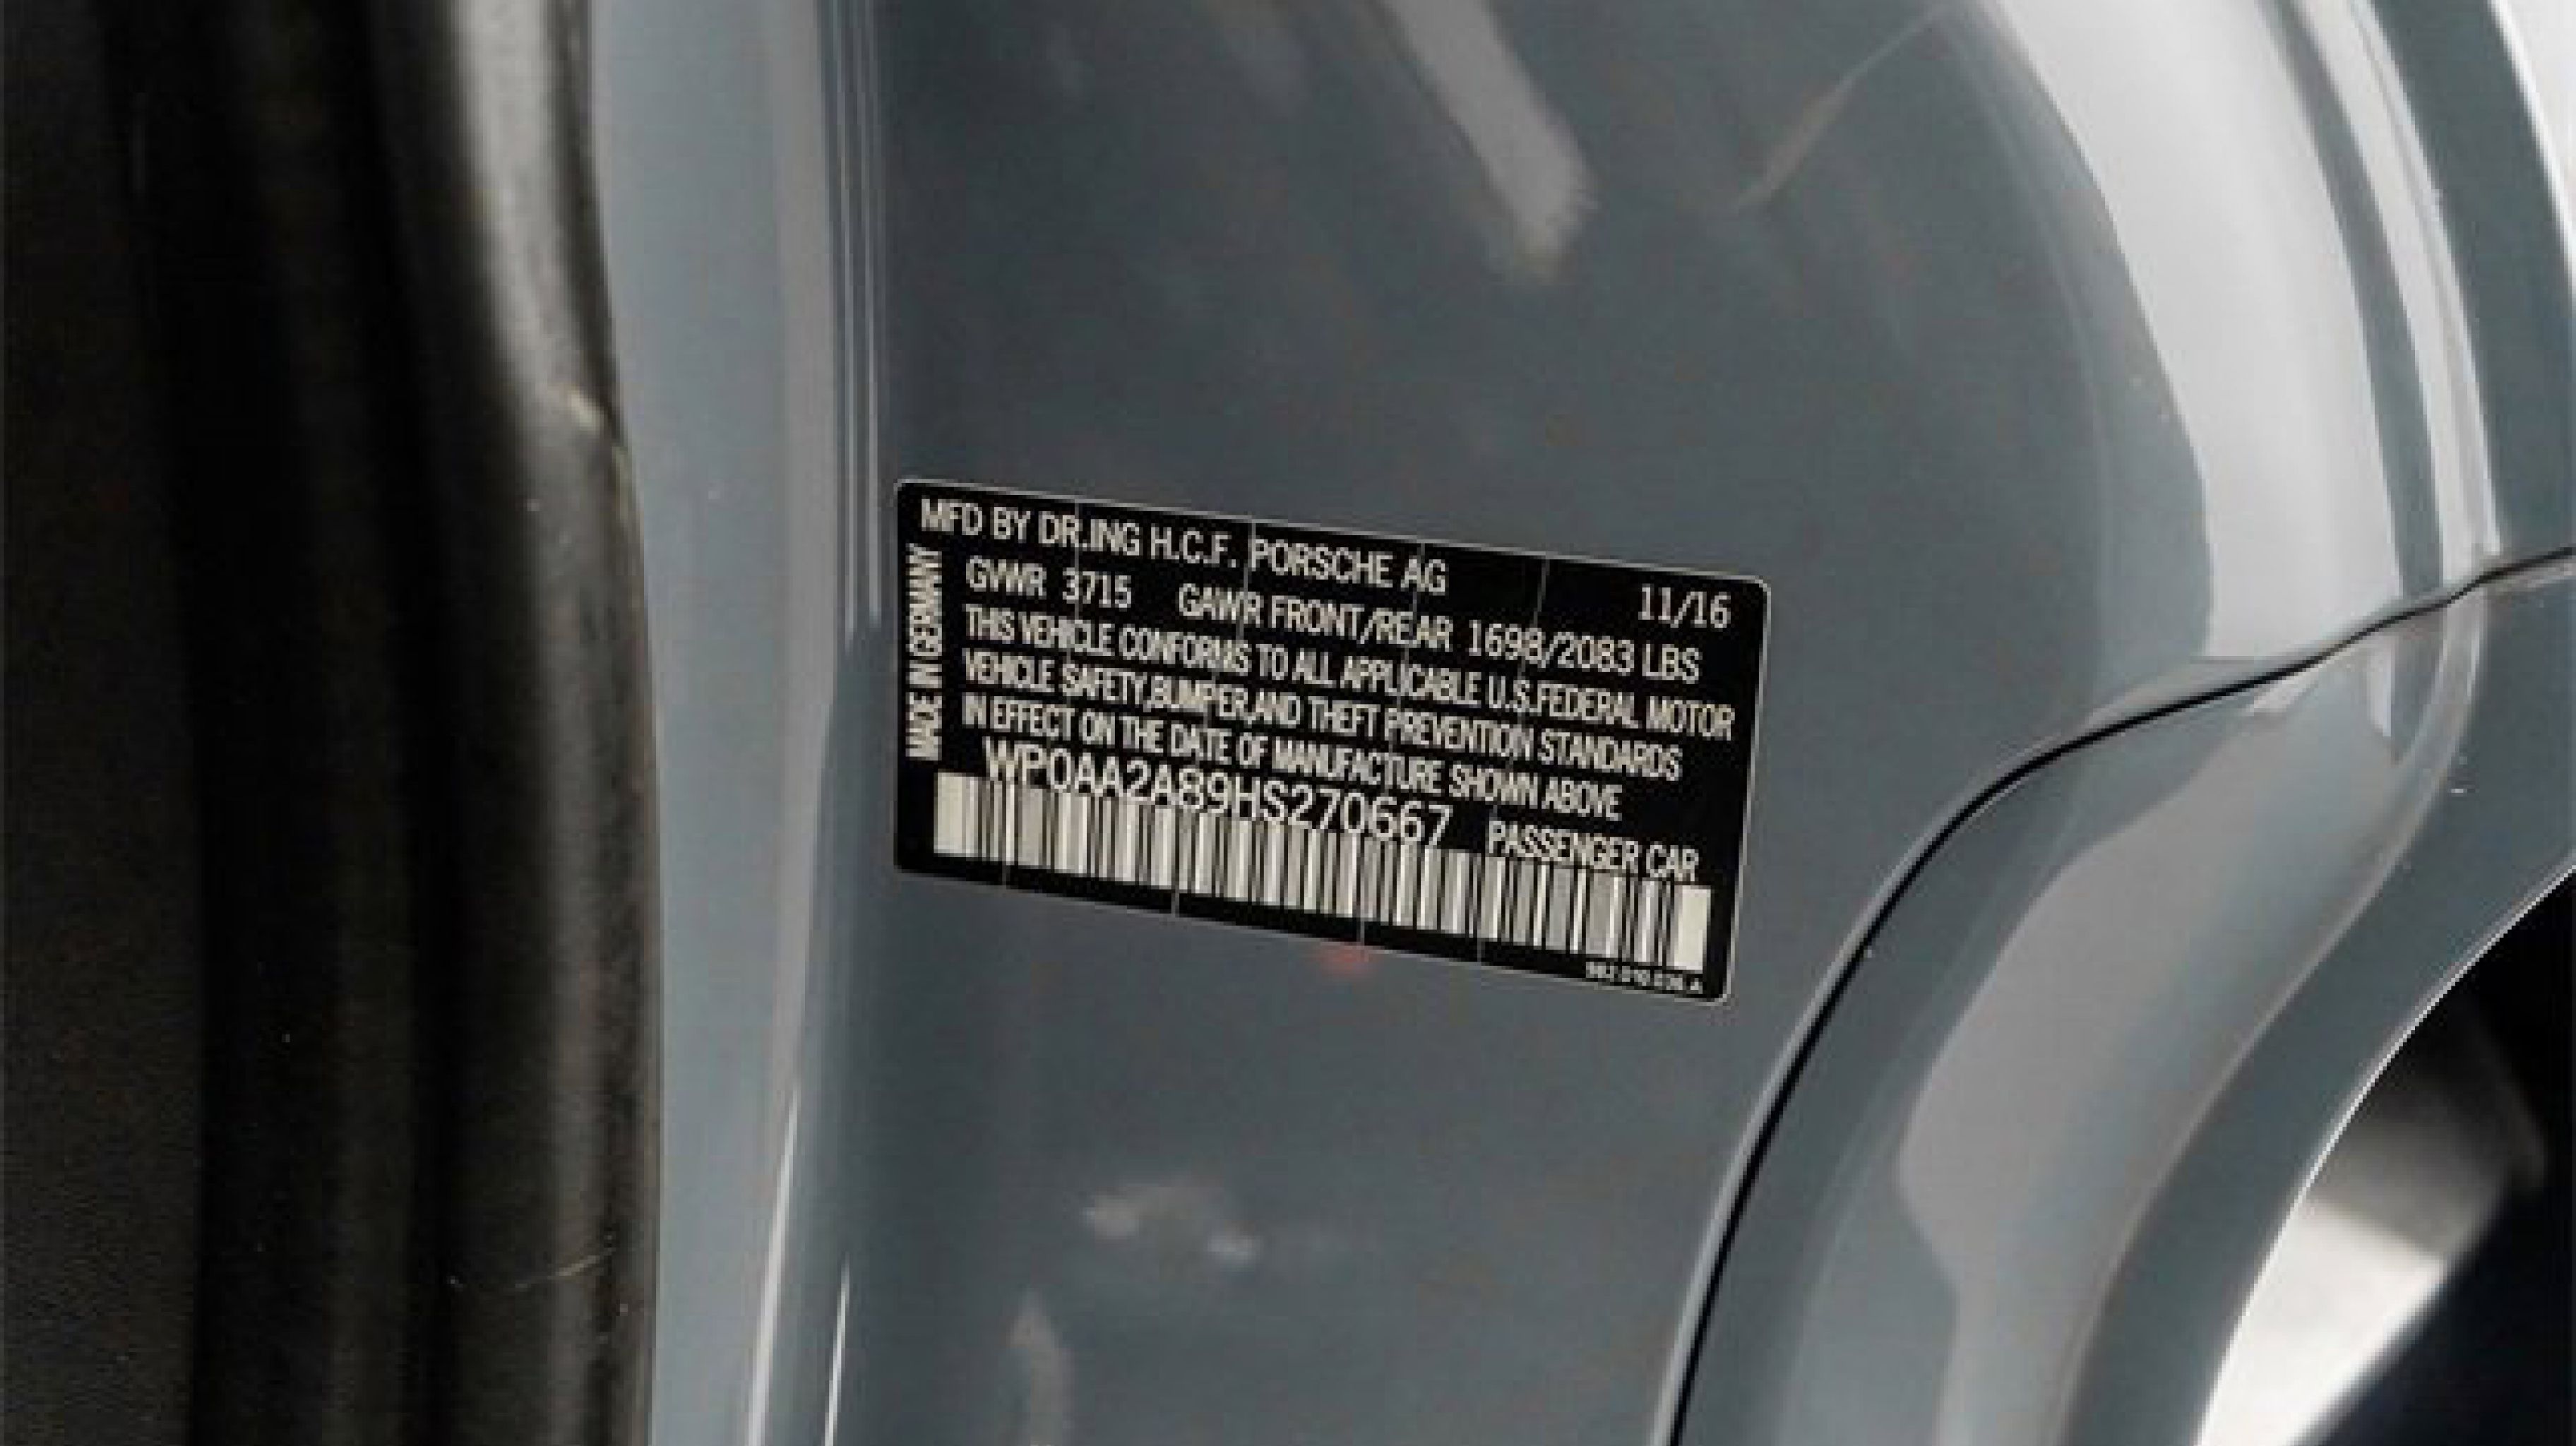 MFD BY DR.ING H.C.F. PORSCHE AG
11/16
MADE IN GERMANY
GVWR 3715 GAWR FRONT/REAR 1698/2083 LBS
THIS VEHICLE CONFORMS TO ALL APPLICABLE U.S.FEDERAL MOTOR
VEHICLE SAFETY,BUMPER,AND THEFT PREVENTION STANDARDS
IN EFFECT ON THE DATE OF MANUFACTURE SHOWN ABOVE
WP0AA2A89HS270667 PASSENGER CAR